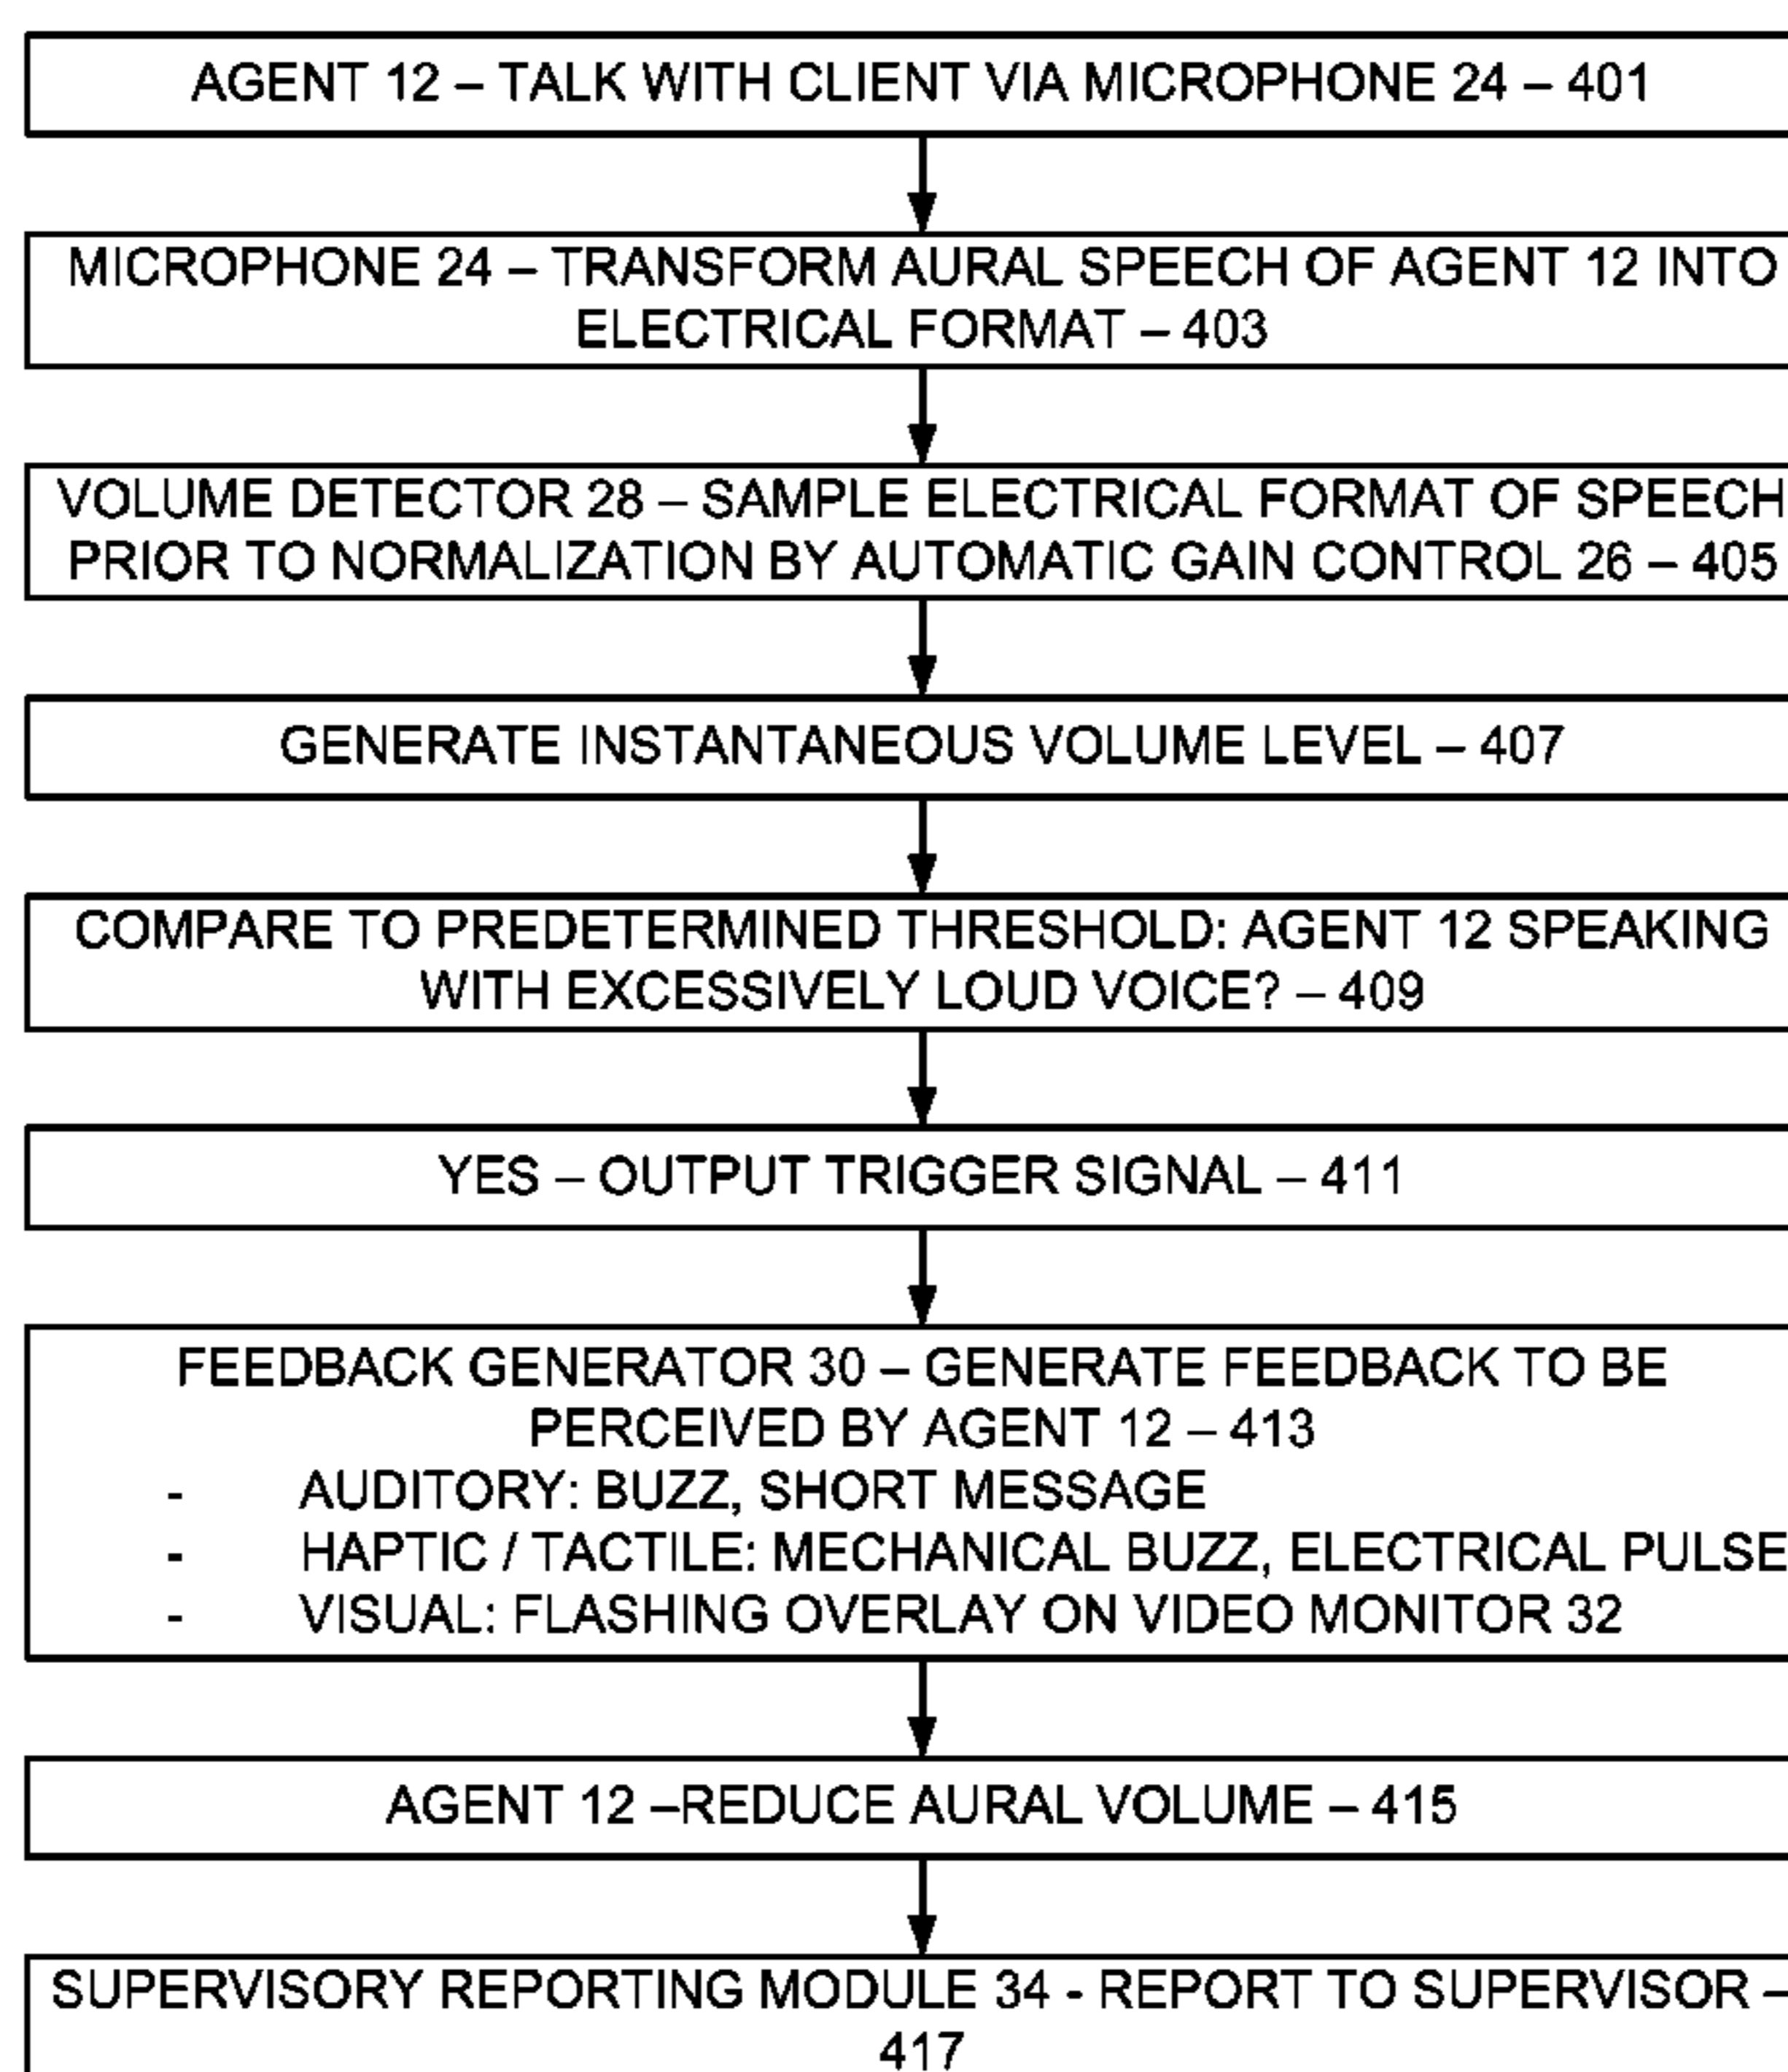 AGENT 12 – TALK WITH CLIENT VIA MICROPHONE 24 – 401
MICROPHONE 24 – TRANSFORM AURAL SPEECH OF AGENT 12 INTO
ELECTRICAL FORMAT – 403
VOLUME DETECTOR 28 – SAMPLE ELECTRICAL FORMAT OF SPEECH
PRIOR TO NORMALIZATION BY AUTOMATIC GAIN CONTROL 26 – 405
GENERATE INSTANTANEOUS VOLUME LEVEL – 407
COMPARE TO PREDETERMINED THRESHOLD: AGENT 12 SPEAKING
WITH EXCESSIVELY LOUD VOICE? – 409
YES – OUTPUT TRIGGER SIGNAL – 411
FEEDBACK GENERATOR 30 – GENERATE FEEDBACK TO BE
PERCEIVED BY AGENT 12 – 413
- AUDITORY: BUZZ, SHORT MESSAGE
- HAPTIC / TACTILE: MECHANICAL BUZZ, ELECTRICAL PULSE
- VISUAL: FLASHING OVERLAY ON VIDEO MONITOR 32
AGENT 12 –REDUCE AURAL VOLUME – 415
SUPERVISORY REPORTING MODULE 34 - REPORT TO SUPERVISOR –
417